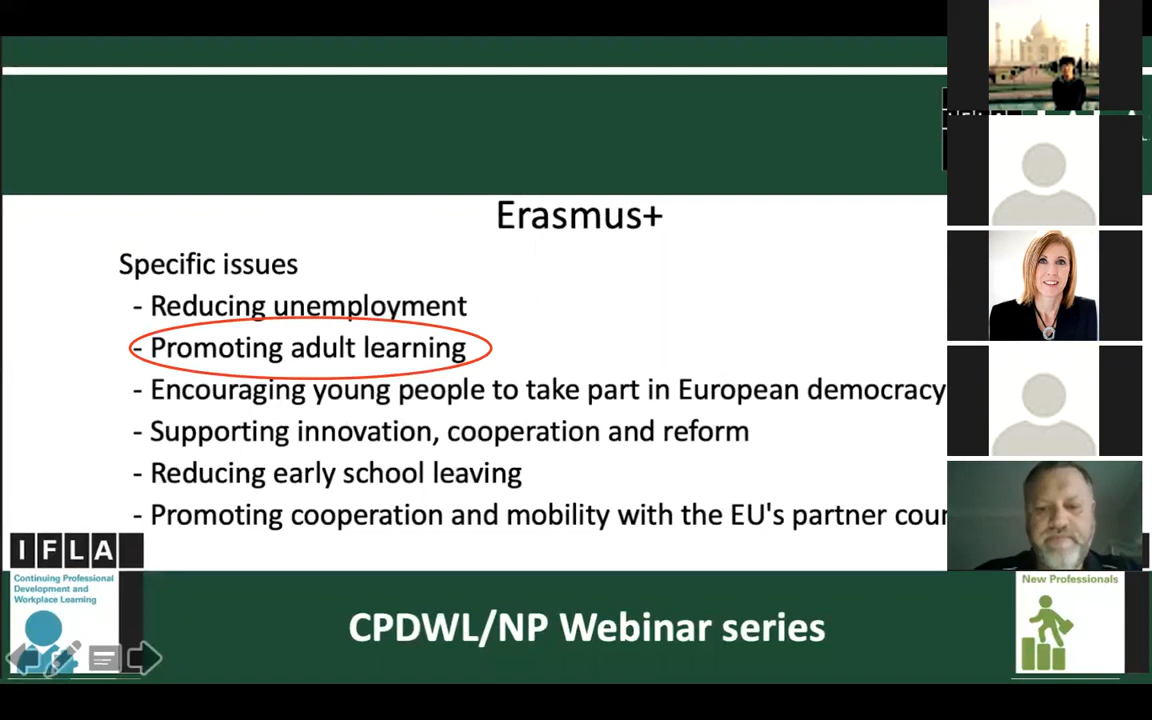 Erasmus+
Specific issues
- Reducing unemployment
- Promoting adult learning
- Encouraging young people to take part in European democracy
- Supporting innovation, cooperation and reform
- Reducing early school leaving
- Promoting cooperation and mobility with the EU's partner coun
IFLA
Continuing Professional
Development and
Workplace Learning
CPDWL/NP Webinar series
New Professionals